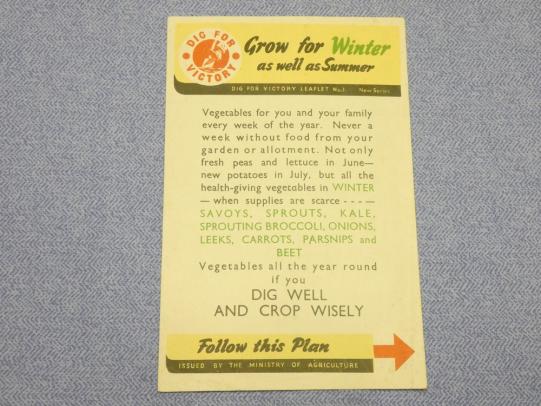 DIG FOR
VICTORY
Grow for Winter
as well as Summer
DIG FOR VICTORY LEAFLET No.1. New Series
Vegetables for you and your family
every week of the year. Never a
week without food from your
garden or allotment. Not only
fresh peas and lettuce in June—
new potatoes in July, but all the
health-giving vegetables in WINTER
— when supplies are scarce - - - —
SAVOYS, SPROUTS, KALE,
SPROUTING BROCCOLI, ONIONS,
LEEKS, CARROTS, PARSNIPS and
BEET
Vegetables all the year round
if you
DIG WELL
AND CROP WISELY
Follow this Plan
ISSUED BY THE MINISTRY OF AGRICULTURE